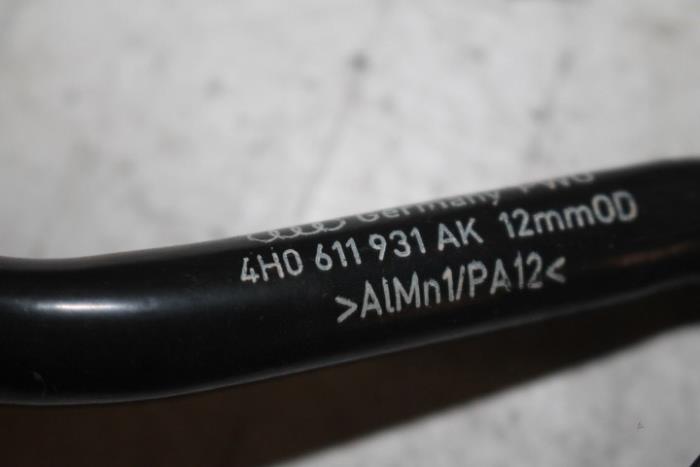 Germany
4H0 611 931 AK 12mmOD
>AlMn1/PA12<